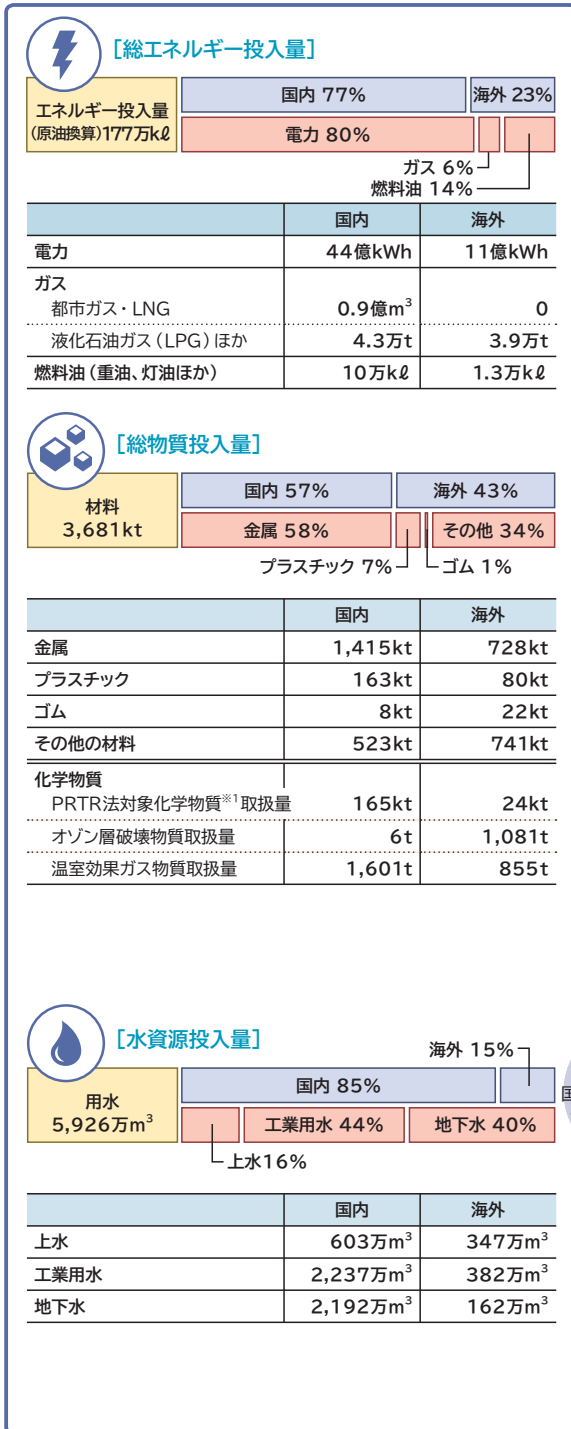 ［総エネルギー投入量］
エネルギー投入量
(原油換算)177万kℓ
国内 77%
海外 23%
電力 80%
ガス 6%
燃料油 14%
国内 海外
電力 44億kWh 11億kWh
ガス
都市ガス・LNG 0.9億m³ 0
液化石油ガス（LPG）ほか 4.3万t 3.9万t
燃料油（重油、灯油ほか） 10万kℓ 1.3万kℓ
［総物質投入量］
材料
3,681kt
国内 57%
海外 43%
金属 58%
その他 34%
プラスチック 7%
ゴム 1%
国内 海外
金属 1,415kt 728kt
プラスチック 163kt 80kt
ゴム 8kt 22kt
その他の材料 523kt 741kt
化学物質
PRTR法対象化学物質※1取扱量 165kt 24kt
オゾン層破壊物質取扱量 6t 1,081t
温室効果ガス物質取扱量 1,601t 855t
［水資源投入量］
海外 15%
用水
5,926万m³
国内 85%
工業用水 44%
地下水 40%
上水16%
国内 海外
上水 603万m³ 347万m³
工業用水 2,237万m³ 382万m³
地下水 2,192万m³ 162万m³